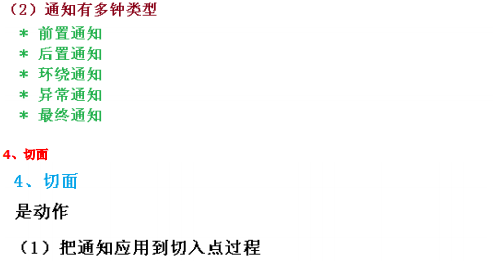 （2）通知有多钟类型
* 前置通知
* 后置通知
* 环绕通知
* 异常通知
* 最终通知
4、切面
4、切面
是动作
（1）把通知应用到切入点过程